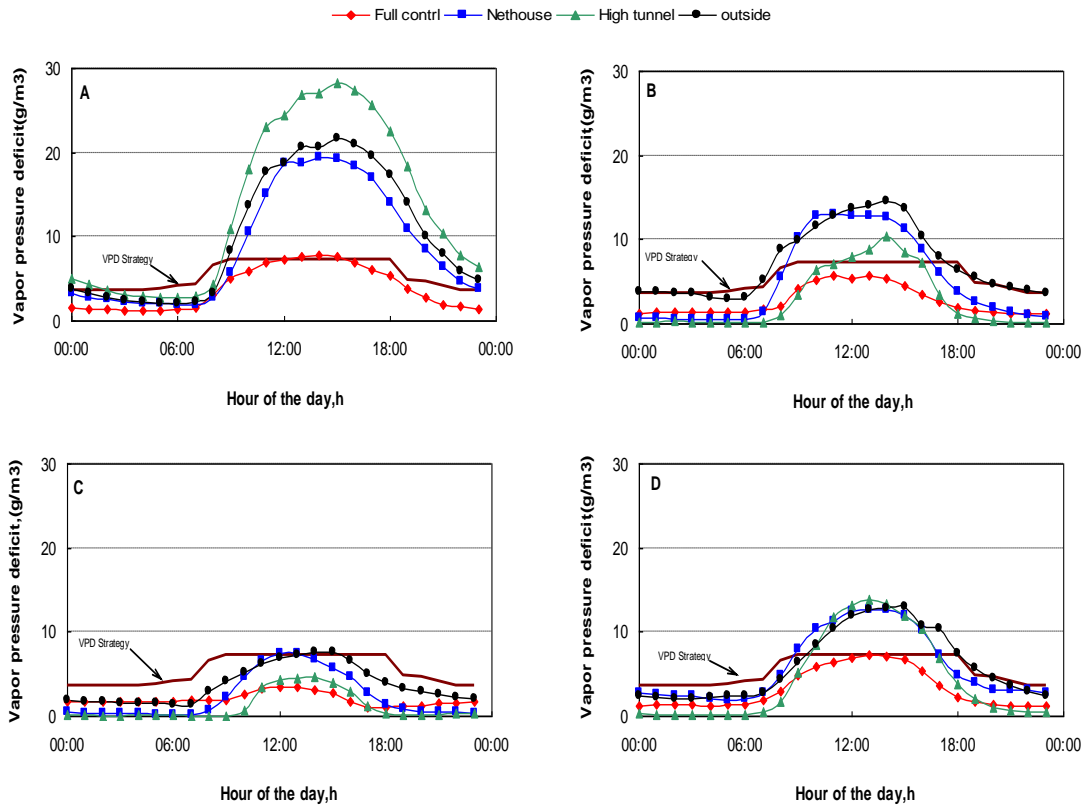 Full contrl Nethouse High tunnel outside
Vapor pressure deficit(g/m3)
30
20
10
0
A
VPD Strategy
00:00 06:00 12:00 18:00 00:00
Hour of the day,h
Vapor pressure deficit(g/m3)
30
20
10
0
B
VPD Strategy
00:00 06:00 12:00 18:00 00:00
Hour of the day,h
Vapor pressure deficit,(g/m3)
30
20
10
0
C
VPD Strategy
00:00 06:00 12:00 18:00 00:00
Hour of the day,h
Vapor pressure deficit(g/m3)
30
20
10
0
D
VPD Strategy
00:00 06:00 12:00 18:00 00:00
Hour of the day,h